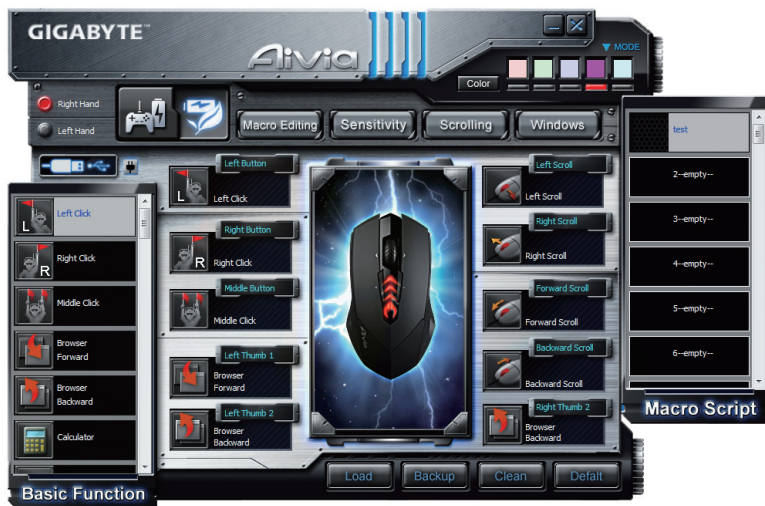 GIGABYTE™
Aivia
MODE
Color
Right Hand
Left Hand
Macro Editing
Sensitivity
Scrolling
Windows
test
2--empty--
3--empty--
4--empty--
5--empty--
6--empty--
Macro Script
Left Click
Right Click
Middle Click
Browser
Forward
Browser
Backward
Calculator
Basic Function
Left Button
L
Left Click
Right Button
R
Right Click
Middle Button
Middle Click
Left Thumb 1
Browser
Forward
Left Thumb 2
Browser
Backward
AIVIA
Left Scroll
Left Scroll
Right Scroll
Right Scroll
Forward Scroll
Forward Scroll
Backward Scroll
Backward Scroll
Right Thumb 2
Browser
Backward
L
R
Load
Backup
Clean
Defalt